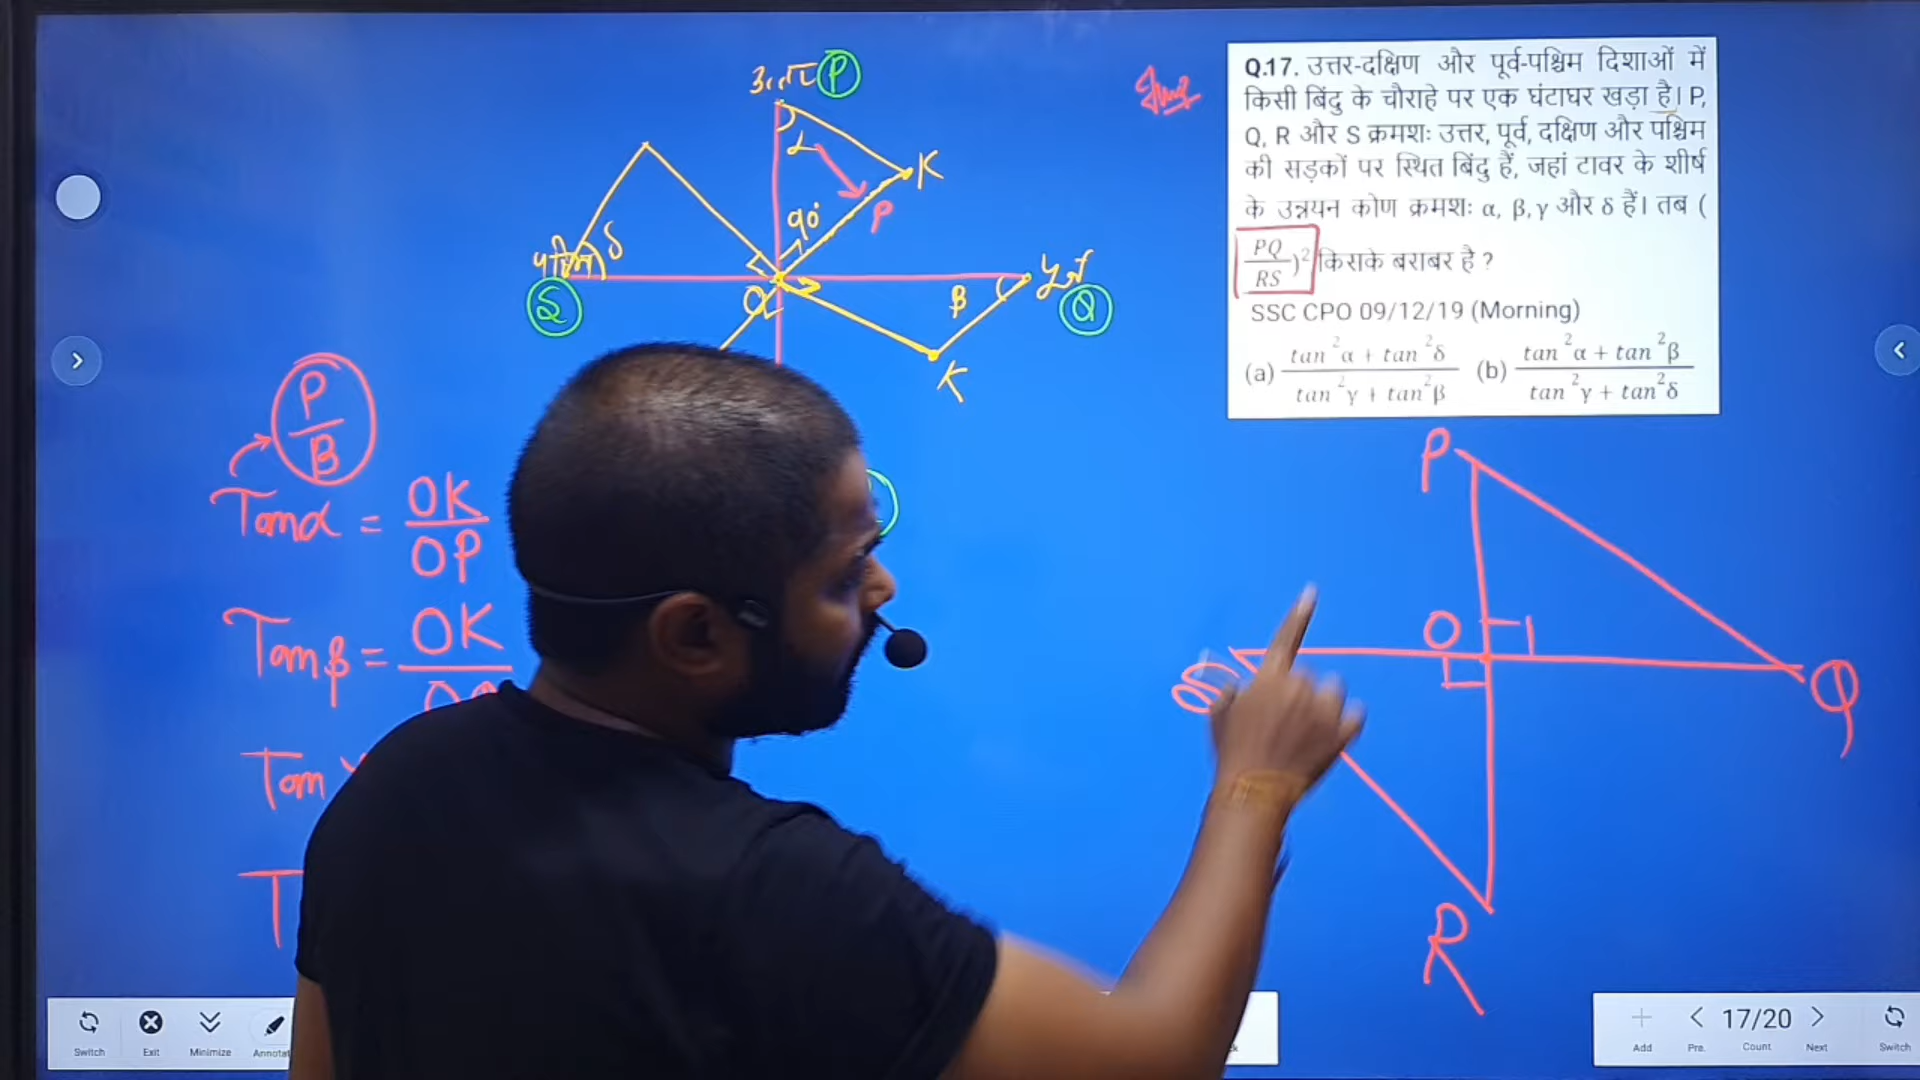 Q.17. उत्तर-दक्षिण और पूर्व-पश्चिम दिशाओं में
किसी बिंदु के चौराहे पर एक घंटाघर खड़ा है। P,
Q, R और S क्रमशः उत्तर, पूर्व, दक्षिण और पश्चिम
की सड़कों पर स्थित बिंदु हैं, जहां टावर के शीर्ष
के उन्नयन कोण क्रमशः α, β, γ और δ हैं। तब (
PQ/RS)² किसके बराबर है ?
SSC CPO 09/12/19 (Morning)
(a) tan²α + tan²δ / tan²γ + tan²β (b) tan²α + tan²β / tan²γ + tan²δ
P
α
K
90°
P
δ
पश्चिम
S
O
β
पूर्व
Q
K
P/B
Tanα = OK/OP
Tanβ = OK
Tan
T
P
O
Q
R
Switch Exit Minimize
17/20
Add Pre. Count Next Switch